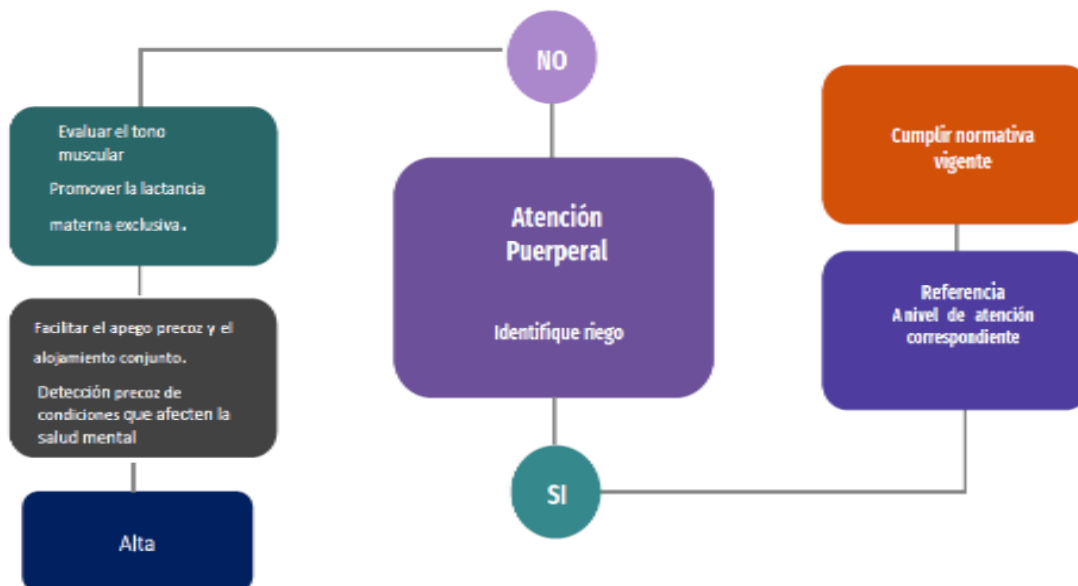 NO
Evaluar el tono
muscular
Promover la lactancia
materna exclusiva.
Facilitar el apego precoz y el
alojamiento conjunto.
Detección precoz de
condiciones que afecten la
salud mental
Alta
Atención
Puerperal
Identifique riego
SI
Cumplir normativa
vigente
Referencia
A nivel de atención
correspondiente